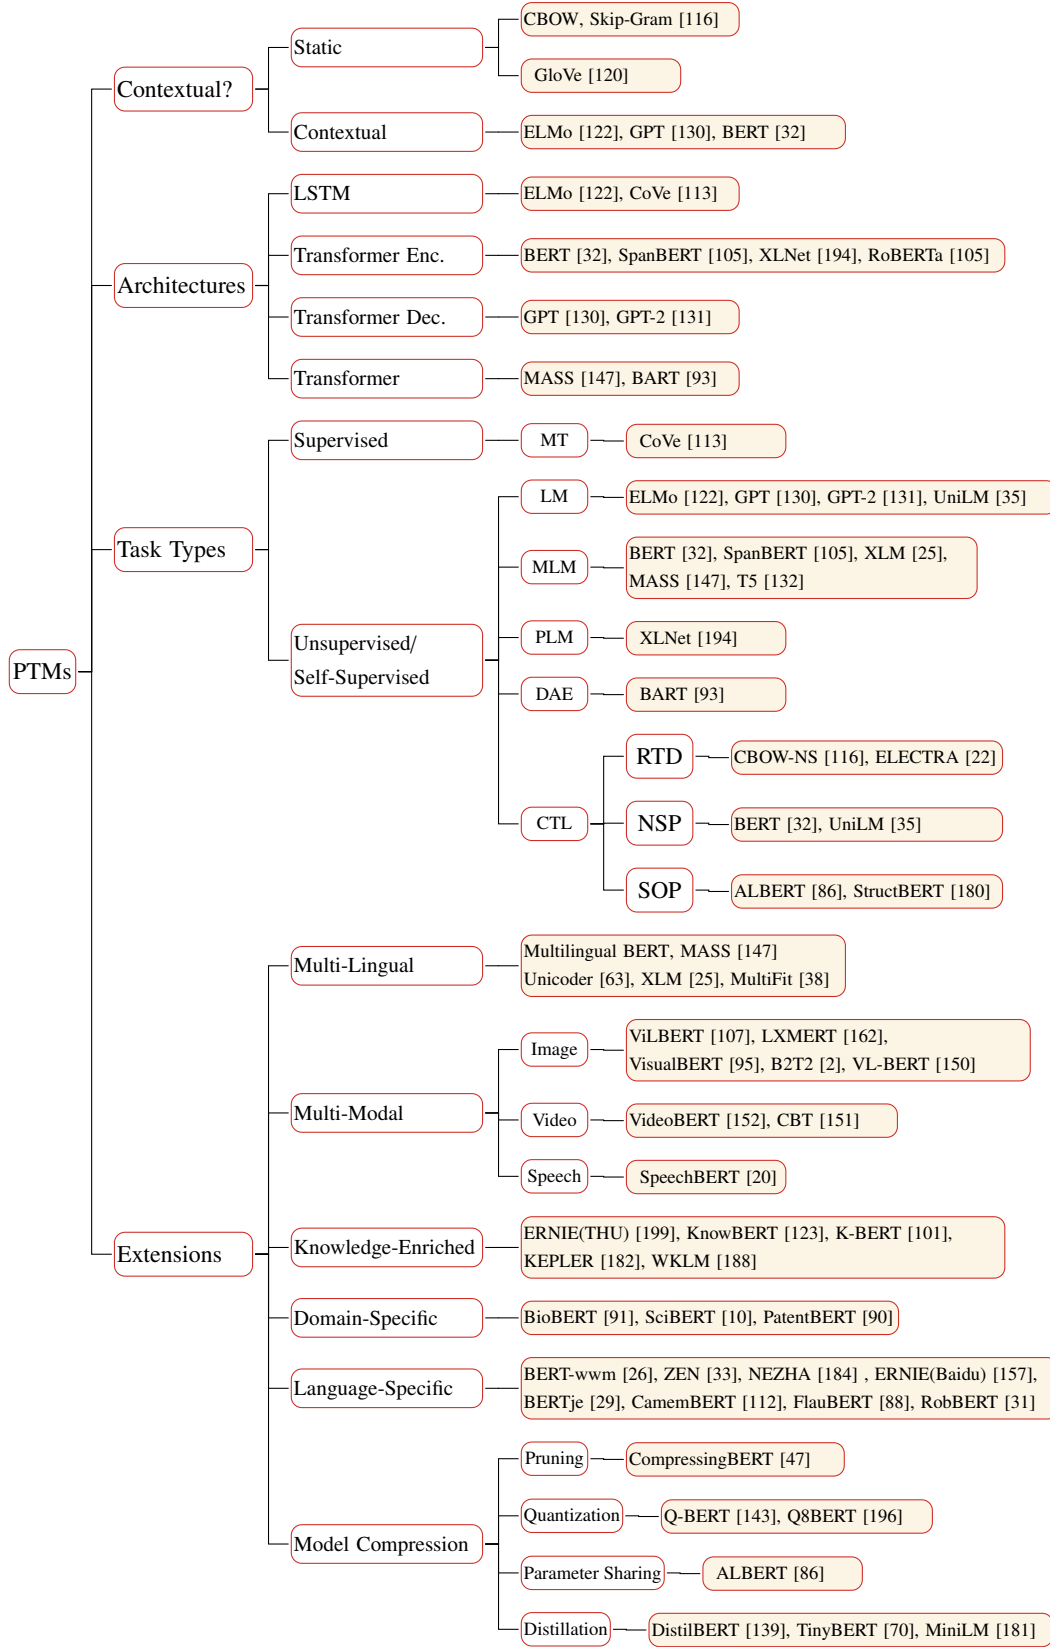 PTMs
Contextual?
Static
CBOW, Skip-Gram [116]
GloVe [120]
Contextual
ELMo [122], GPT [130], BERT [32]
Architectures
LSTM
ELMo [122], CoVe [113]
Transformer Enc.
BERT [32], SpanBERT [105], XLNet [194], RoBERTa [105]
Transformer Dec.
GPT [130], GPT-2 [131]
Transformer
MASS [147], BART [93]
Task Types
Supervised
MT
CoVe [113]
Unsupervised/
Self-Supervised
LM
ELMo [122], GPT [130], GPT-2 [131], UniLM [35]
MLM
BERT [32], SpanBERT [105], XLM [25],
MASS [147], T5 [132]
PLM
XLNet [194]
DAE
BART [93]
CTL
RTD
CBOW-NS [116], ELECTRA [22]
NSP
BERT [32], UniLM [35]
SOP
ALBERT [86], StructBERT [180]
Extensions
Multi-Lingual
Multilingual BERT, MASS [147]
Unicoder [63], XLM [25], MultiFit [38]
Multi-Modal
Image
ViLBERT [107], LXMERT [162],
VisualBERT [95], B2T2 [2], VL-BERT [150]
Video
VideoBERT [152], CBT [151]
Speech
SpeechBERT [20]
Knowledge-Enriched
ERNIE(THU) [199], KnowBERT [123], K-BERT [101],
KEPLER [182], WKLM [188]
Domain-Specific
BioBERT [91], SciBERT [10], PatentBERT [90]
Language-Specific
BERT-wwm [26], ZEN [33], NEZHA [184] , ERNIE(Baidu) [157],
BERTje [29], CamemBERT [112], FlauBERT [88], RobBERT [31]
Model Compression
Pruning
CompressingBERT [47]
Quantization
Q-BERT [143], Q8BERT [196]
Parameter Sharing
ALBERT [86]
Distillation
DistilBERT [139], TinyBERT [70], MiniLM [181]